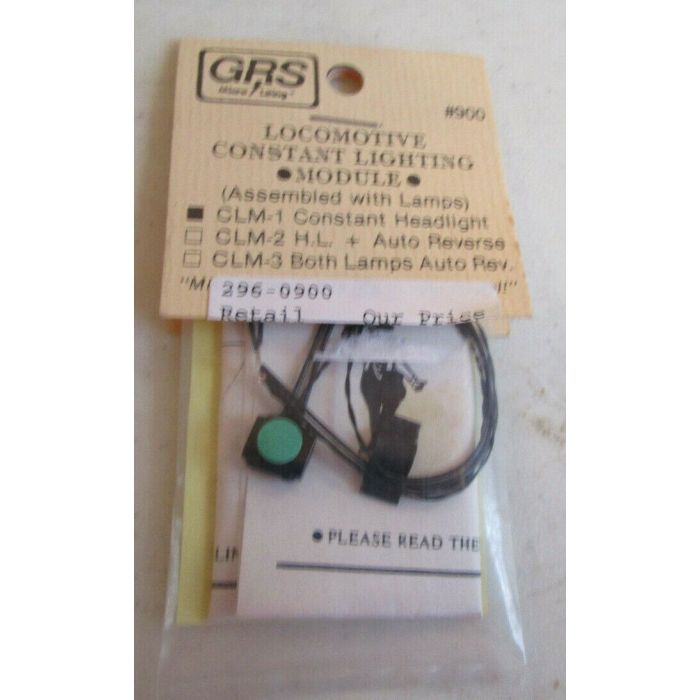 GRS
Micro Liting
#900
LOCOMOTIVE
CONSTANT LIGHTING
●MODULE●
(Assembled with Lamps)
■ CLM-1 Constant Headlight
□ CLM-2 H.L. + Auto Reverse
□ CLM-3 Both Lamps Auto Rev.
296-0900
Retail Our Price
● PLEASE READ THE